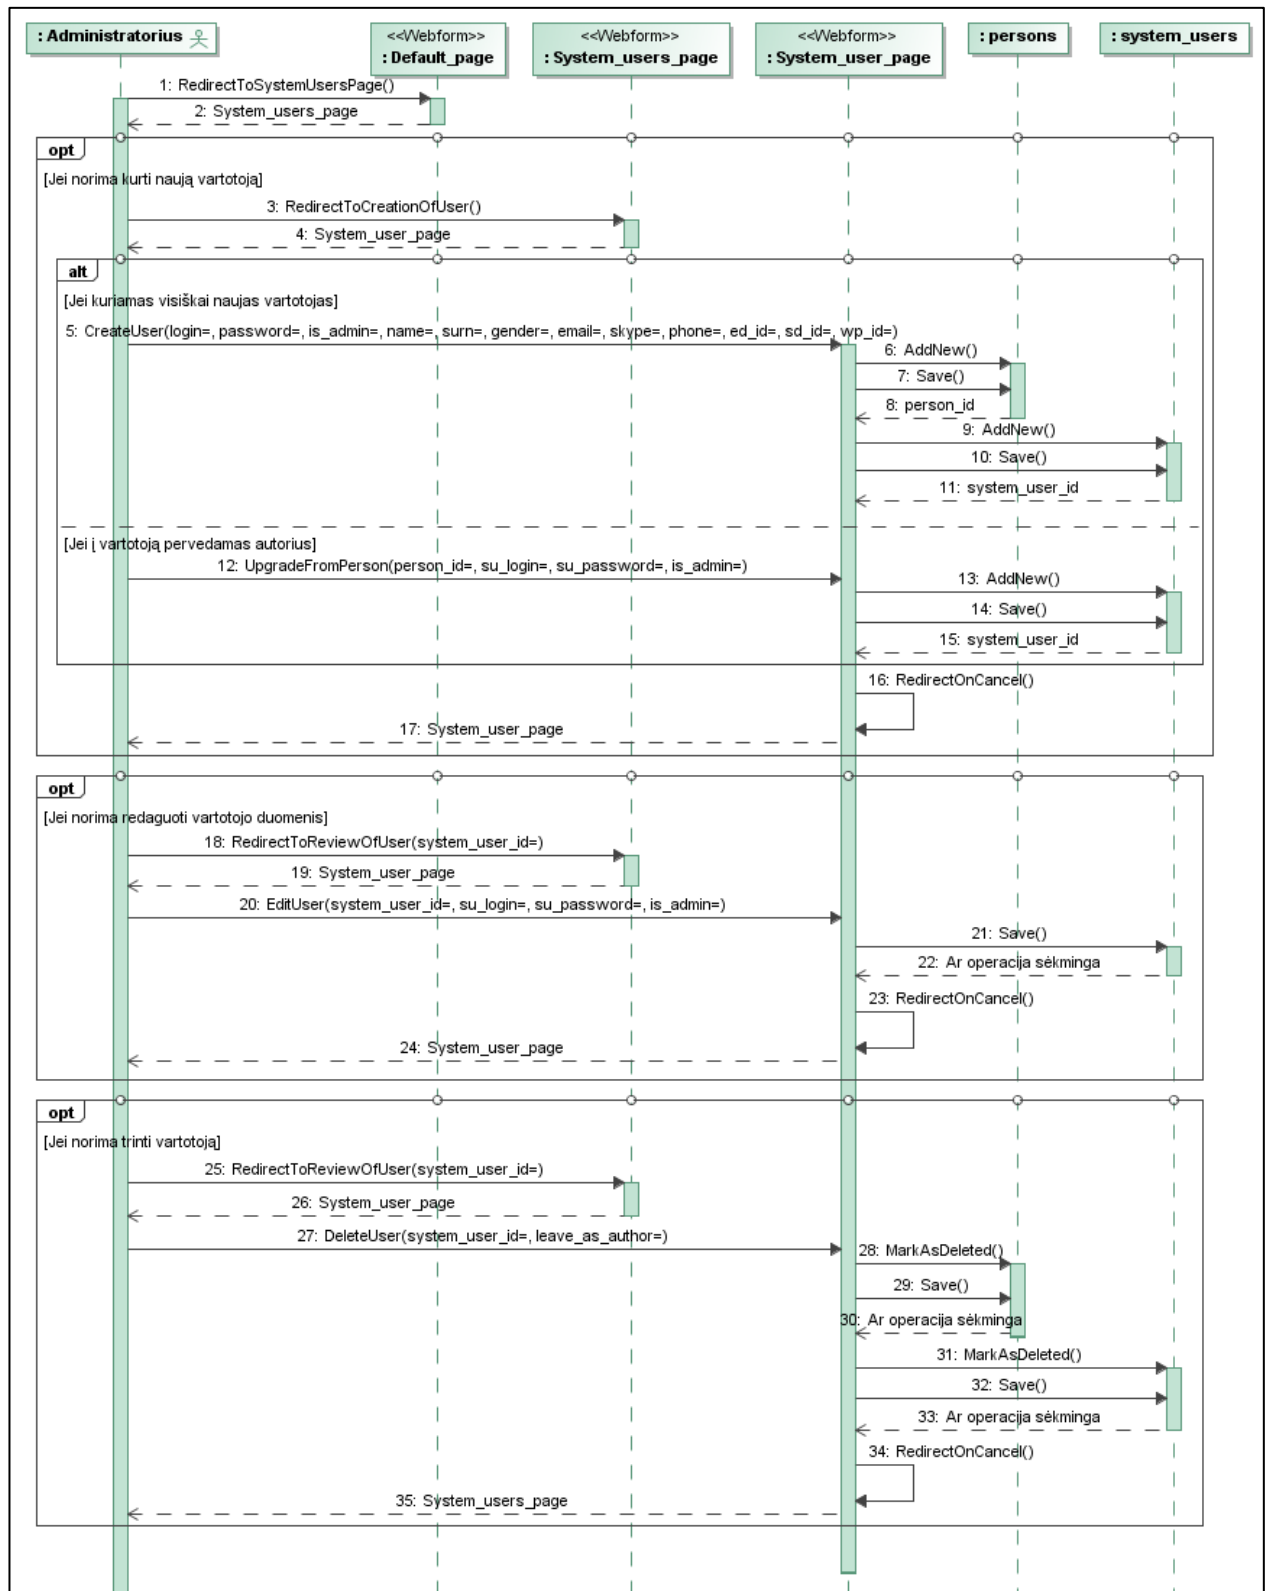 : Administratorius
<<Webform>>
: Default_page
<<Webform>>
: System_users_page
<<Webform>>
: System_user_page
: persons
: system_users
1: RedirectToSystemUsersPage()
2: System_users_page
opt
[Jei norima kurti naują vartotoją]
3: RedirectToCreationOfUser()
4: System_user_page
alt
[Jei kuriamas visiškai naujas vartotojas]
5: CreateUser(login=, password=, is_admin=, name=, surn=, gender=, email=, skype=, phone=, ed_id=, sd_id=, wp_id=)
6: AddNew()
7: Save()
8: person_id
9: AddNew()
10: Save()
11: system_user_id
[Jei į vartotoją pervedamas autorius]
12: UpgradeFromPerson(person_id=, su_login=, su_password=, is_admin=)
13: AddNew()
14: Save()
15: system_user_id
16: RedirectOnCancel()
17: System_user_page
opt
[Jei norima redaguoti vartotojo duomenis]
18: RedirectToReviewOfUser(system_user_id=)
19: System_user_page
20: EditUser(system_user_id=, su_login=, su_password=, is_admin=)
21: Save()
22: Ar operacija sėkminga
23: RedirectOnCancel()
24: System_user_page
opt
[Jei norima trinti vartotoją]
25: RedirectToReviewOfUser(system_user_id=)
26: System_user_page
27: DeleteUser(system_user_id=, leave_as_author=)
28: MarkAsDeleted()
29: Save()
30: Ar operacija sėkminga
31: MarkAsDeleted()
32: Save()
33: Ar operacija sėkminga
34: RedirectOnCancel()
35: System_users_page